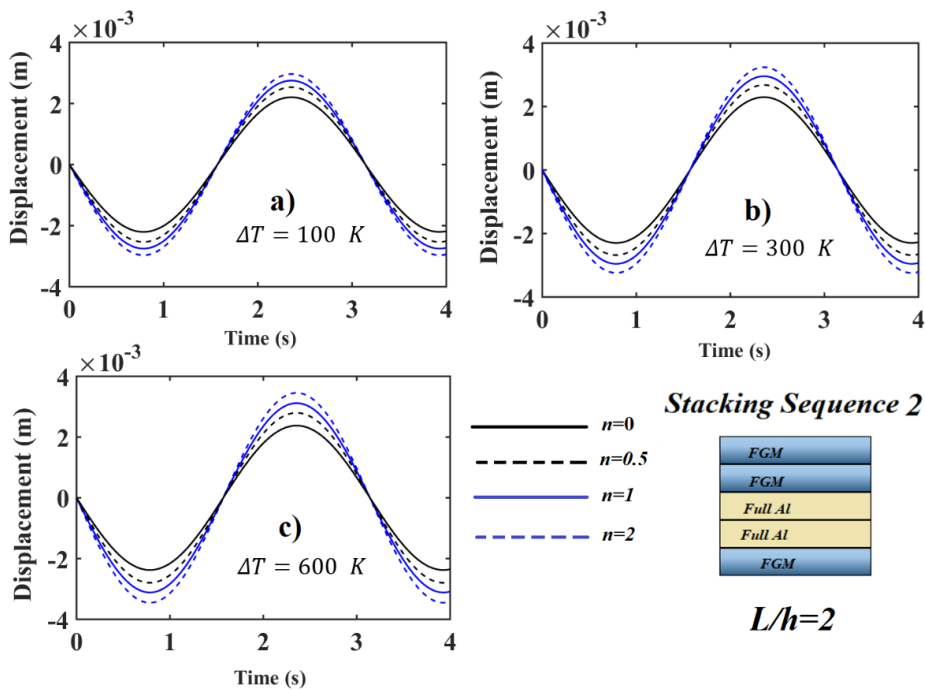 ×10⁻³
Displacement (m)
4
2
0
-2
-4
a)
ΔT = 100 K
0 1 2 3 4
Time (s)
×10⁻³
Displacement (m)
4
2
0
-2
-4
b)
ΔT = 300 K
0 1 2 3 4
Time (s)
×10⁻³
Displacement (m)
4
2
0
-2
-4
c)
ΔT = 600 K
0 1 2 3 4
Time (s)
n=0
n=0.5
n=1
n=2
Stacking Sequence 2
FGM
FGM
Full Al
Full Al
FGM
L/h=2